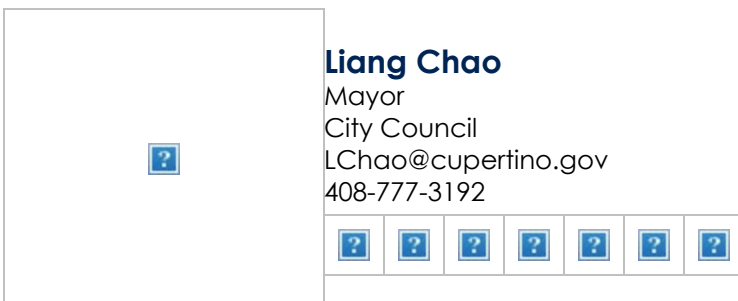 Liang Chao
Mayor
City Council
LChao@cupertino.gov
408-777-3192